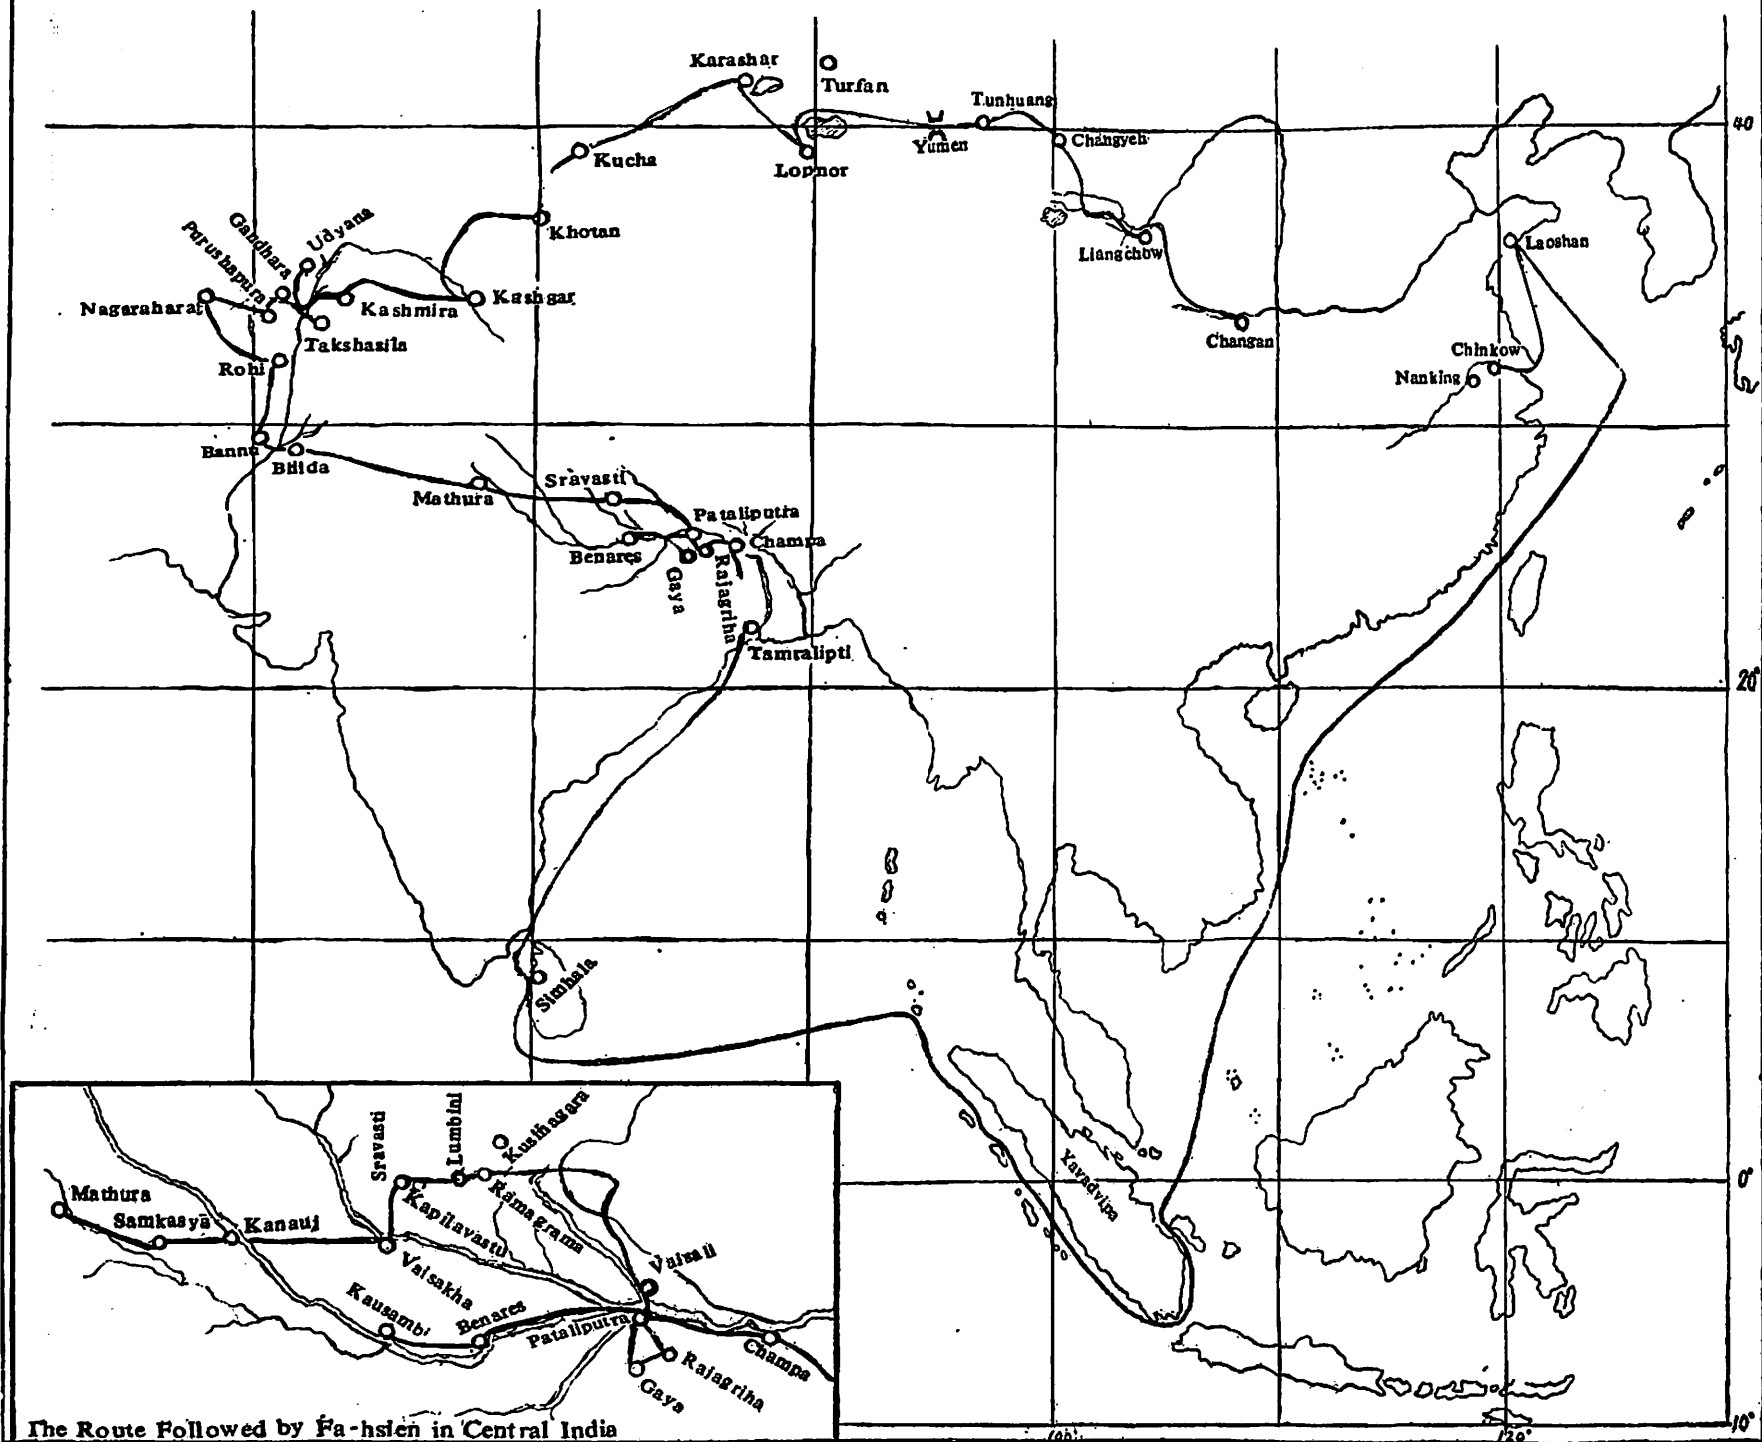 Karashar
Turfan
Tunhuang
40
Kucha
Lopnor
Yumen
Changyeh
Gandhara
Udyana
Parushapura
Khotan
Liangchow
Laoshan
Nagarahara
Kashmira
Kashgar
Takshasila
Rohi
Changan
Chinkow
Nanking
Bannu
Bhida
Mathura
Sravasti
Pataliputra
Benares
Champa
Gaya
Rajagriha
Tamralipti
20°
Simhala
Yavadvipa
0°
10°
120°
Sravasti
Lumbini
Kusinagara
Mathura
Samkasya
Kanauj
Kapilavastu
Ramagrama
Vaisakha
Vaisali
Kausambi
Benares
Pataliputra
Champa
Rajagriha
Gaya
The Route Followed by Fa-hsien in Central India